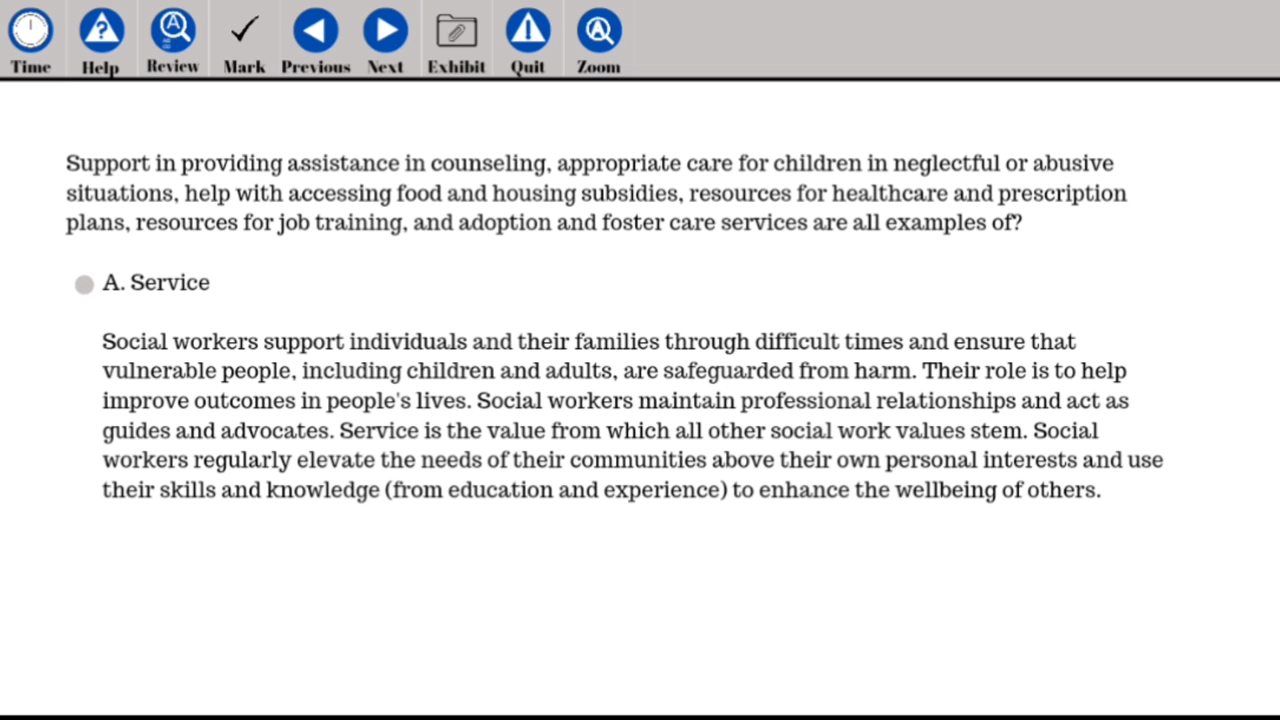 Time Help Review Mark Previous Next Exhibit Quit Zoom
Support in providing assistance in counseling, appropriate care for children in neglectful or abusive
situations, help with accessing food and housing subsidies, resources for healthcare and prescription
plans, resources for job training, and adoption and foster care services are all examples of?
A. Service
Social workers support individuals and their families through difficult times and ensure that
vulnerable people, including children and adults, are safeguarded from harm. Their role is to help
improve outcomes in people's lives. Social workers maintain professional relationships and act as
guides and advocates. Service is the value from which all other social work values stem. Social
workers regularly elevate the needs of their communities above their own personal interests and use
their skills and knowledge (from education and experience) to enhance the wellbeing of others.